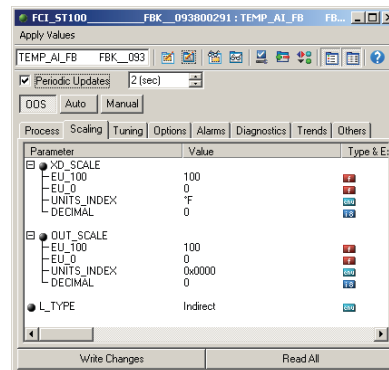 FCI_ST100 FBK_093800291 : TEMP_AI_FB FB...
Apply Values
TEMP_AI_FB FBK__093
Periodic Updates 2 (sec)
OOS Auto Manual
Process Scaling Tuning Options Alarms Diagnostics Trends Others
Parameter Value Type & E
XD_SCALE
EU_100 100
EU_0 0
UNITS_INDEX °F
DECIMAL 0
OUT_SCALE
EU_100 100
EU_0 0
UNITS_INDEX 0x0000
DECIMAL 0
L_TYPE Indirect
Write Changes Read All